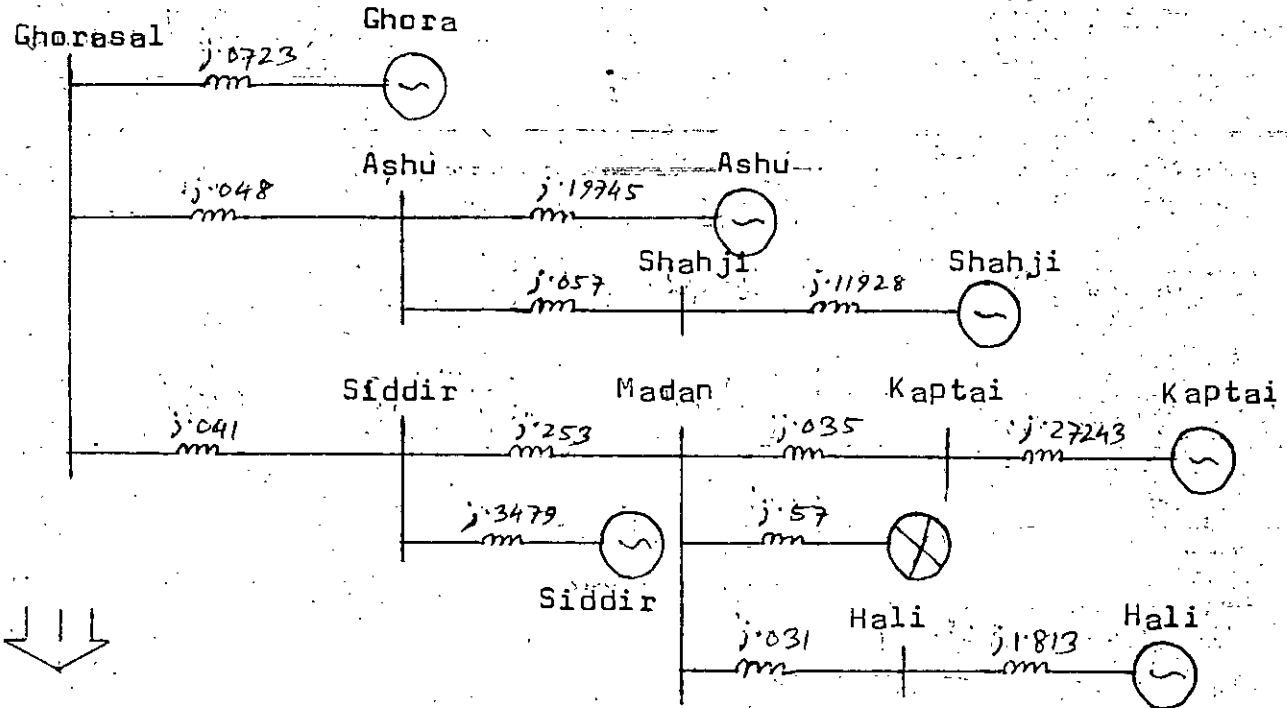 Ghorasal
Ghora
j.0723
Ashu
Ashu
j.048
j.19745
Shahji
Shahji
j.057
j.11928
Siddir
Madan
Kaptai
Kaptai
j.041
j.253
j.035
j.27243
j.3479
j.57
Siddir
Hali
Hali
j.031
j1.813